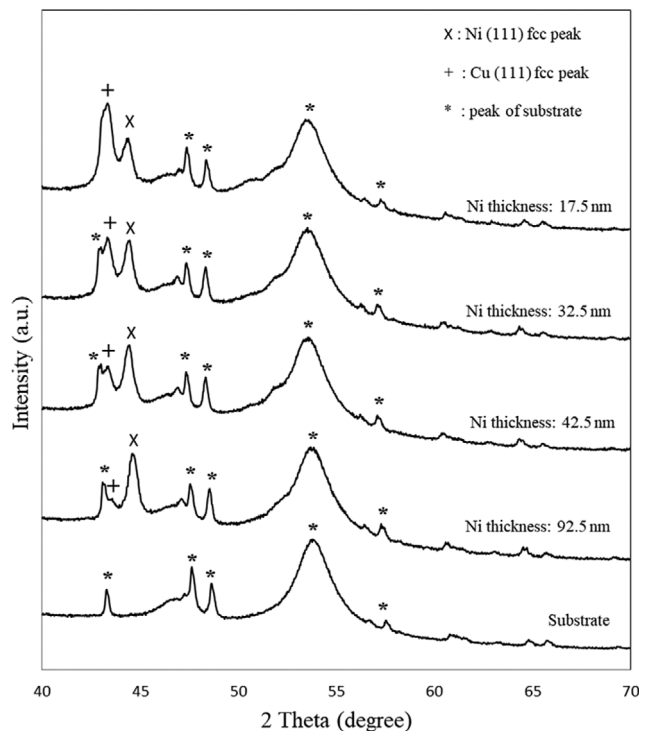 X : Ni (111) fcc peak
+ : Cu (111) fcc peak
* : peak of substrate
+
X
*
*
*
*
Ni thickness: 17.5 nm
*
+
X
*
*
*
*
Ni thickness: 32.5 nm
*
+
X
*
*
*
*
Ni thickness: 42.5 nm
*
+
X
*
*
*
*
Ni thickness: 92.5 nm
*
*
*
*
*
Substrate
Intensity (a.u.)
40 45 50 55 60 65 70
2 Theta (degree)